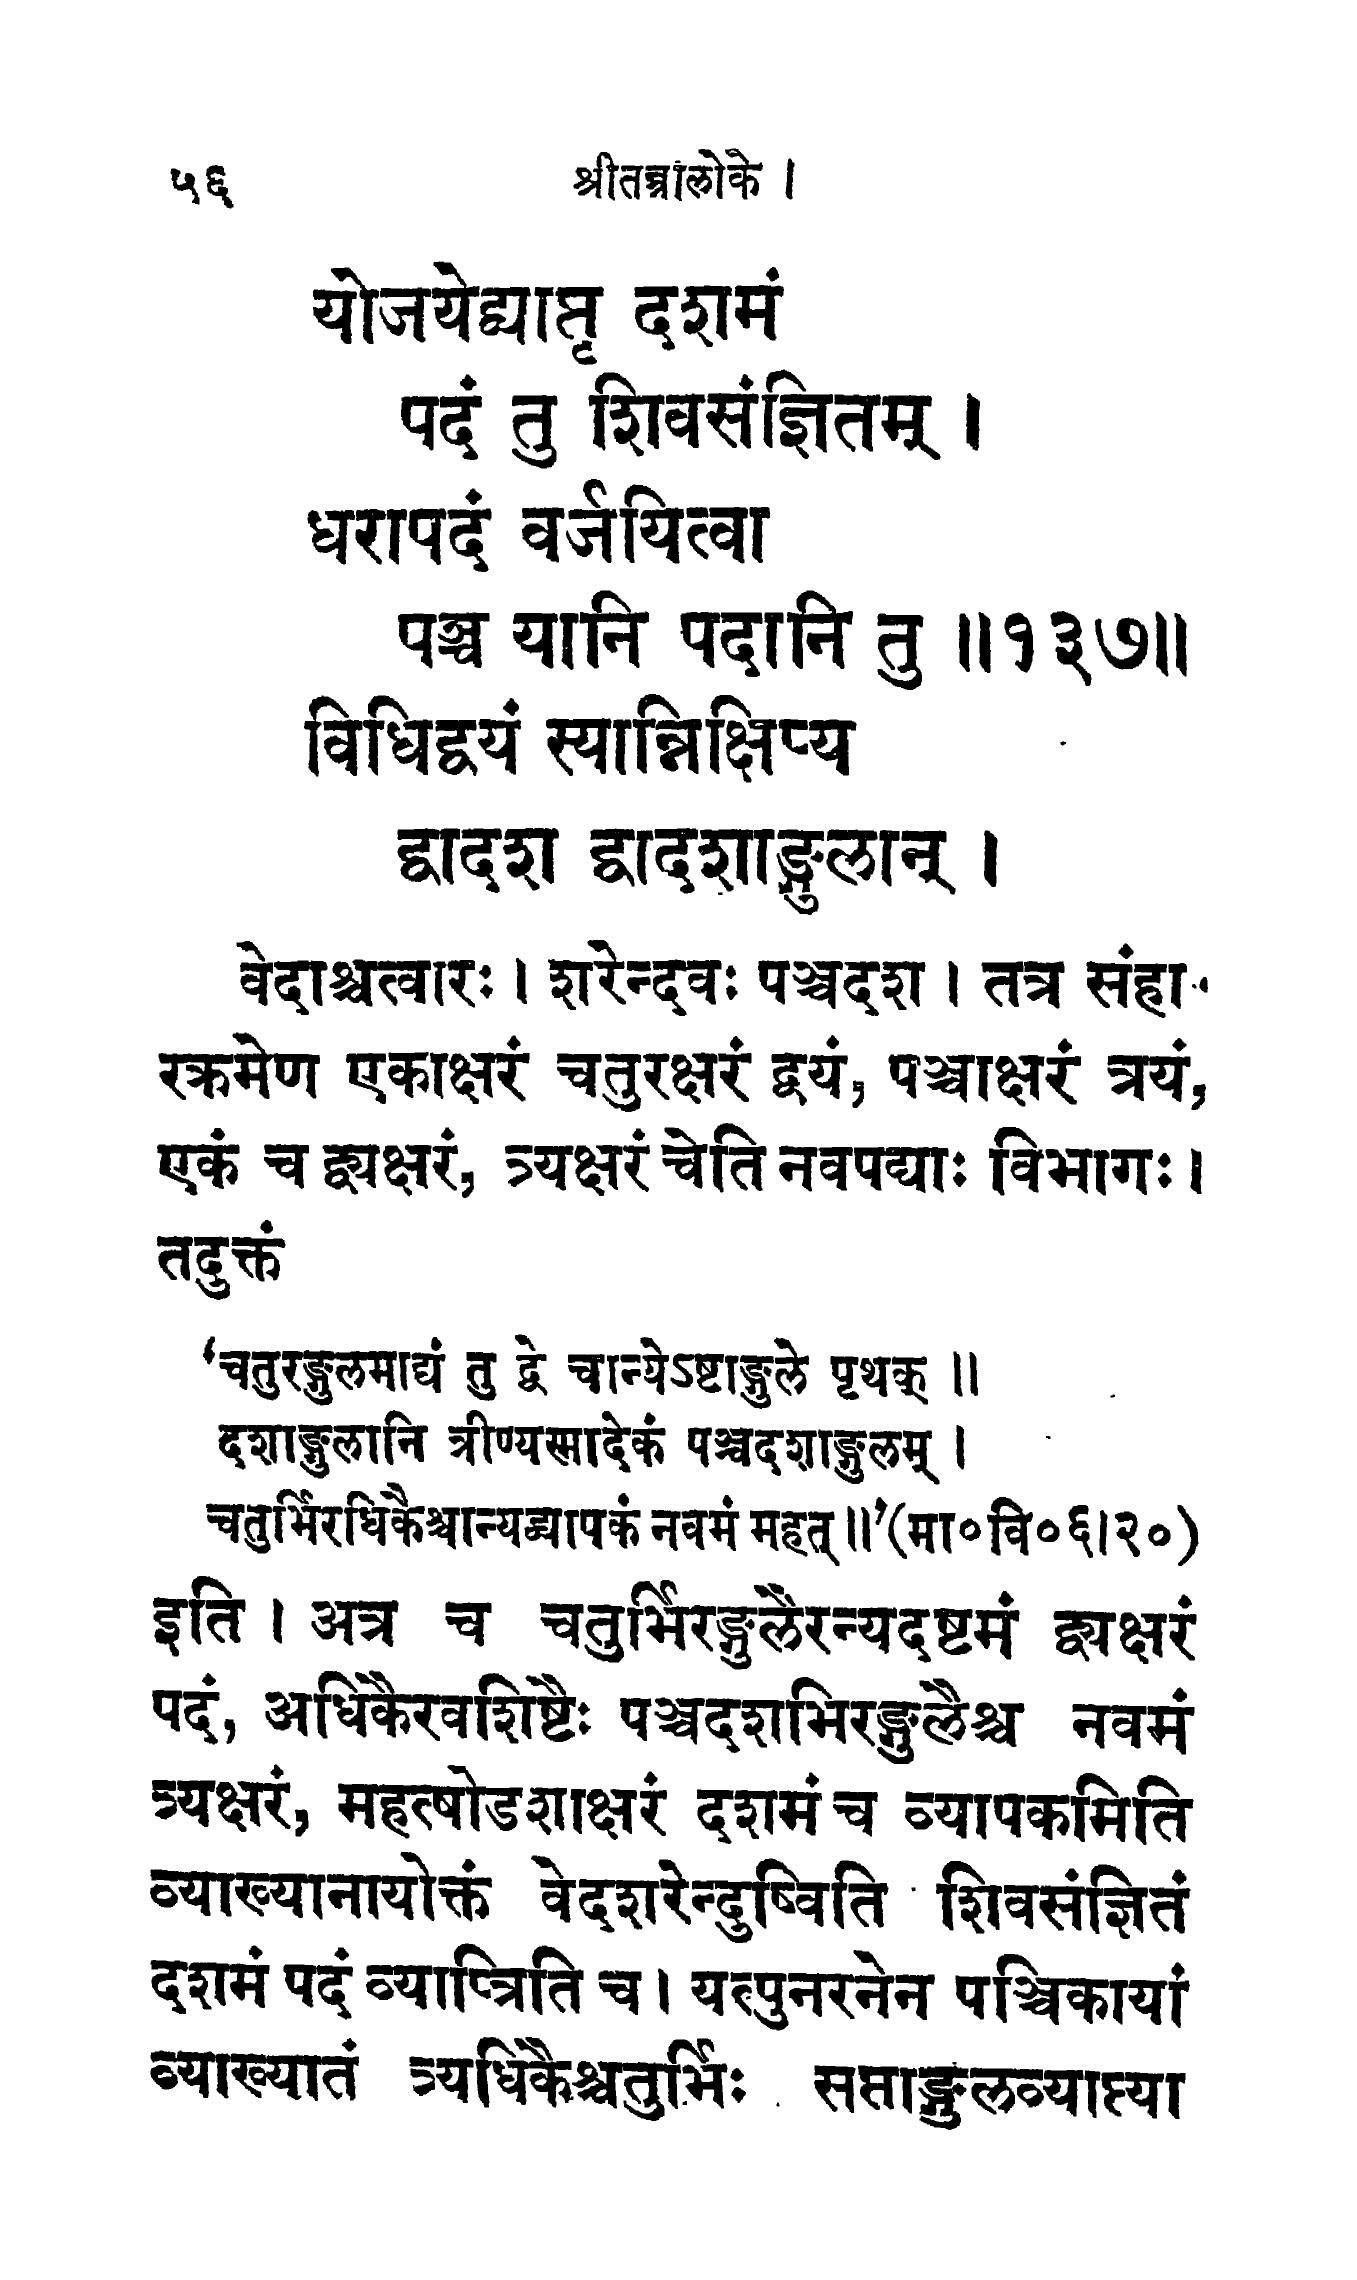 ५६ श्रीतन्त्रालोके ।
योजयेद्व्याप्तृ दशमं
पदं तु शिवसंज्ञितम् ।
धरापदं वर्जयित्वा
पञ्च यानि पदानि तु ॥१३७॥
विधिद्वयं स्यान्निक्षिप्य
द्वादश द्वादशाङ्गुलान् ।
वेदाश्चत्वारः । शरेन्दवः पञ्चदश । तत्र संहा-
रक्रमेण एकाक्षरं चतुरक्षरं द्वयं, पञ्चाक्षरं त्रयं,
एकं च द्व्यक्षरं, त्र्यक्षरं चेति नवपद्याः विभागः ।
तदुक्तं
‘चतुरङ्गुलमाद्यं तु द्वे चान्येऽष्टाङ्गुले पृथक् ॥
दशाङ्गुलानि त्रीण्यस्मादेकं पञ्चदशाङ्गुलम् ।
चतुर्भिरधिकैश्चान्यद्व्यापकं नवमं महत् ॥’ (मा० वि० ६।२०)
इति । अत्र च चतुर्भिरङ्गुलैरन्यदष्टमं द्व्यक्षरं
पदं, अधिकैरवशिष्टैः पञ्चदशभिरङ्गुलैश्च नवमं
त्र्यक्षरं, महत्षोडशाक्षरं दशमं च व्यापकमिति
व्याख्यानायोक्तं वेदशरेन्दुष्विति शिवसंज्ञितं
दशमं पदं व्याप्त्रिति च । यत्पुनरनेन पञ्चिकायां
व्याख्यातं त्र्यधिकैश्चतुर्भिः सप्ताङ्गुलव्याप्त्या